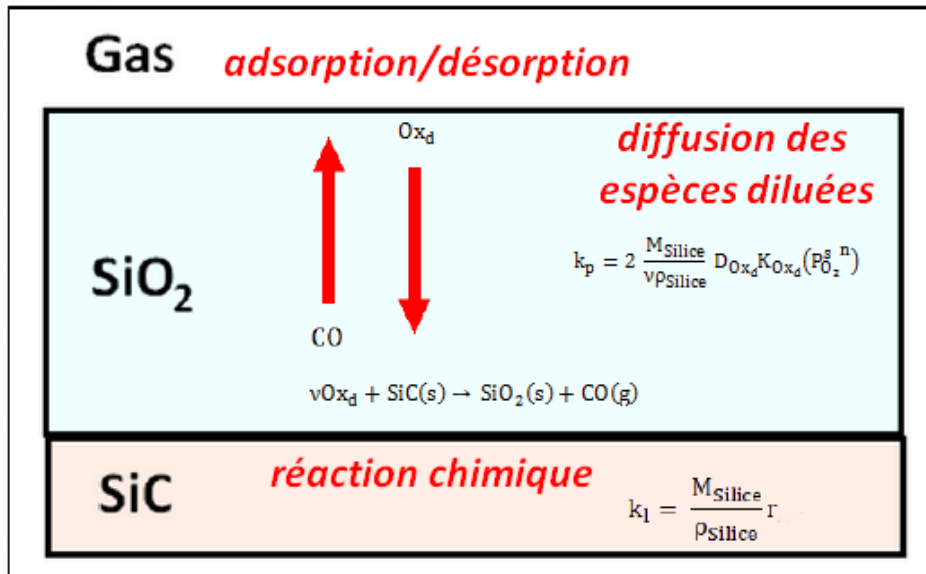 Gas adsorption/désorption
Ox_d
diffusion des
espèces diluées
k_p = 2 M_Silice / νρ_Silice D_Ox_d K_Ox_d (P^g_O_2 ^n)
SiO₂
CO
νOx_d + SiC(s) → SiO₂(s) + CO(g)
réaction chimique
SiC
k_l = M_Silice / ρ_Silice r